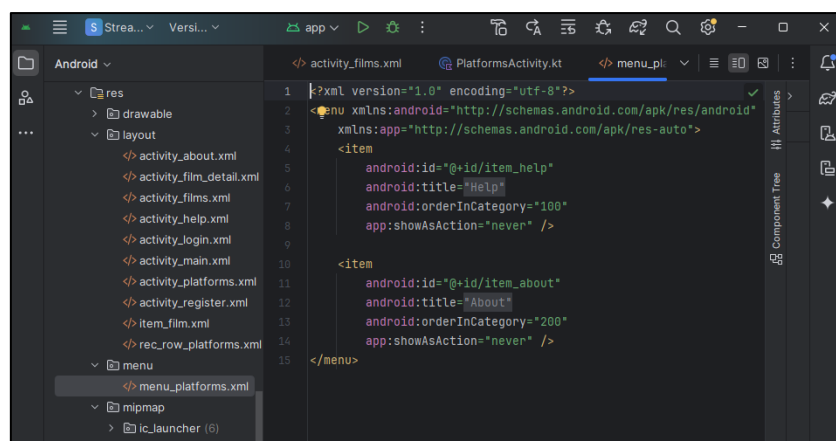 S Strea... Versi... app
Android
activity_films.xml PlatformsActivity.kt menu_pl
res
drawable
layout
activity_about.xml
activity_film_detail.xml
activity_films.xml
activity_help.xml
activity_login.xml
activity_main.xml
activity_platforms.xml
activity_register.xml
item_film.xml
rec_row_platforms.xml
menu
menu_platforms.xml
mipmap
ic_launcher (6)
1 <?xml version="1.0" encoding="utf-8"?>
2 <menu xmlns:android="http://schemas.android.com/apk/res/android"
3 xmlns:app="http://schemas.android.com/apk/res-auto">
4 <item
5 android:id="@+id/item_help"
6 android:title="Help"
7 android:orderInCategory="100"
8 app:showAsAction="never" />
9
10 <item
11 android:id="@+id/item_about"
12 android:title="About"
13 android:orderInCategory="200"
14 app:showAsAction="never" />
15 </menu>
Attributes
Component Tree